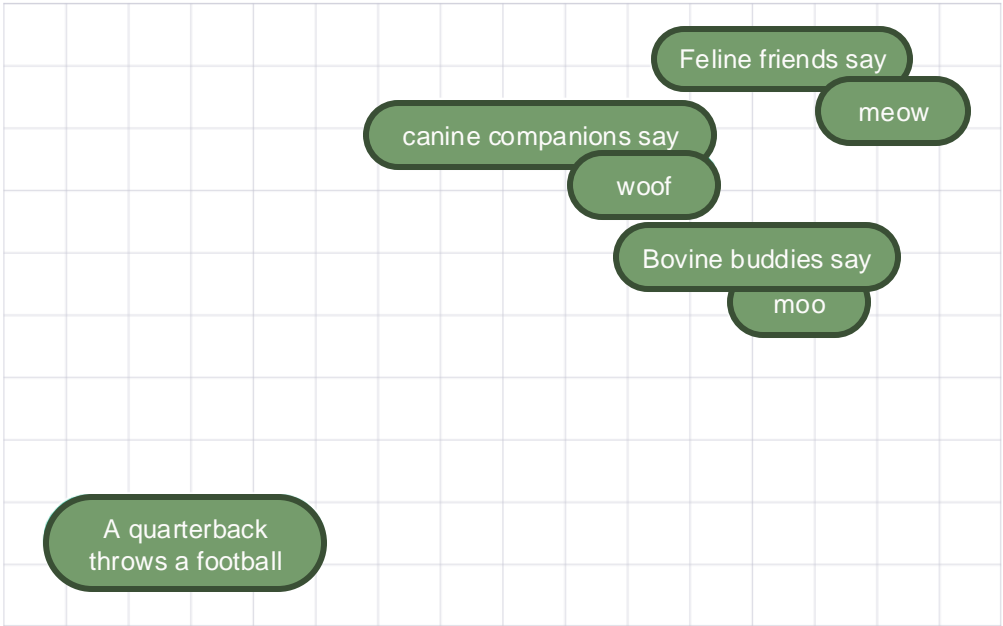 Feline friends say
meow
canine companions say
woof
Bovine buddies say
moo
A quarterback
throws a football